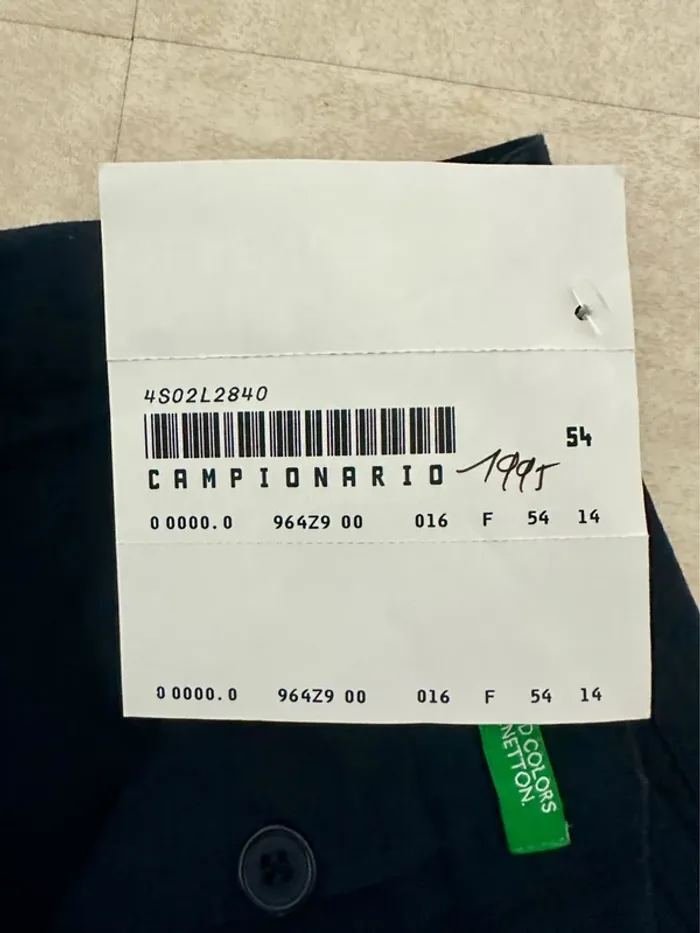 4S02L2840
54
CAMPIONARIO 1995
0 0000.0 964Z9 00 016 F 54 14
0 0000.0 964Z9 00 016 F 54 14
D COLORS
NETTON.